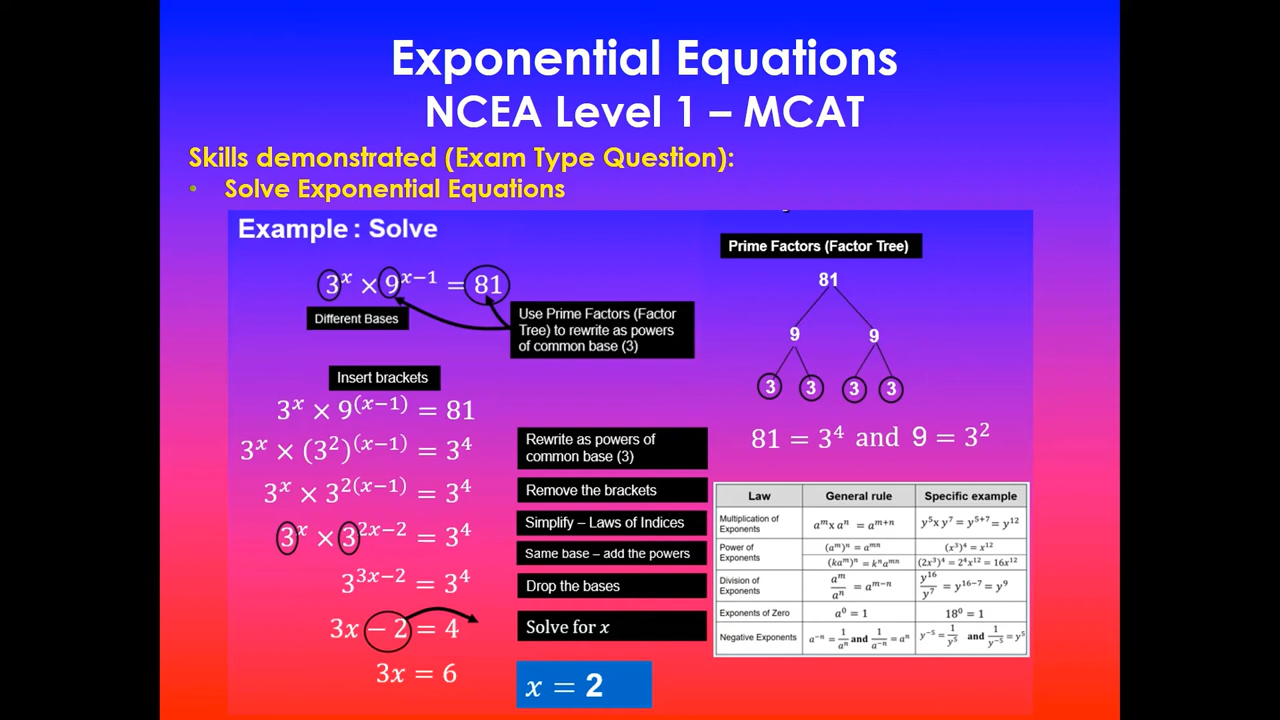 Exponential Equations
NCEA Level 1 – MCAT
Skills demonstrated (Exam Type Question):
• Solve Exponential Equations
Example : Solve
3^x × 9^{x−1} = 81
Different Bases
Use Prime Factors (Factor
Tree) to rewrite as powers
of common base (3)
Insert brackets
3^x × 9^{(x−1)} = 81
3^x × (3^2)^{(x−1)} = 3^4
Rewrite as powers of
common base (3)
3^x × 3^{2(x−1)} = 3^4
Remove the brackets
3^x × 3^{2x−2} = 3^4
Simplify – Laws of Indices
Same base – add the powers
3^{3x−2} = 3^4
Drop the bases
3x − 2 = 4
Solve for x
3x = 6
x = 2
Prime Factors (Factor Tree)
81
9 9
3 3 3 3
81 = 3^4 and 9 = 3^2
Law General rule Specific example
Multiplication of
Exponents
a^m x a^n = a^{m+n}
y^5 x y^7 = y^{5+7} = y^{12}
Power of
Exponents
(a^m)^n = a^{mn}
(x^3)^4 = x^{12}
(ka^m)^n = k^n a^{mn}
(2x^3)^4 = 2^4 x^{12} = 16x^{12}
Division of
Exponents
a^m/a^n = a^{m−n}
y^{16}/y^7 = y^{16−7} = y^9
Exponents of Zero a^0 = 1 18^0 = 1
Negative Exponents a^{−n} = 1/a^n and 1/a^{−n} = a^n y^{−5} = 1/y^5 and 1/y^{−5} = y^5